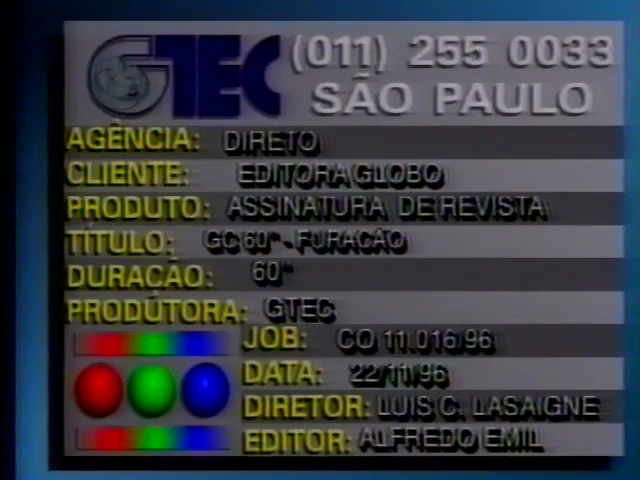 GTEC (011) 255 0033
SÃO PAULO
AGÊNCIA: DIRETO
CLIENTE: EDITORA GLOBO
PRODUTO: ASSINATURA DE REVISTA
TÍTULO: GC 60" - FURACÃO
DURAÇÃO: 60"
PRODUTORA: GTEC
JOB: CO 11.016/96
DATA: 22/11/96
DIRETOR: LUIS C. LASAIGNE
EDITOR: ALFREDO EMIL